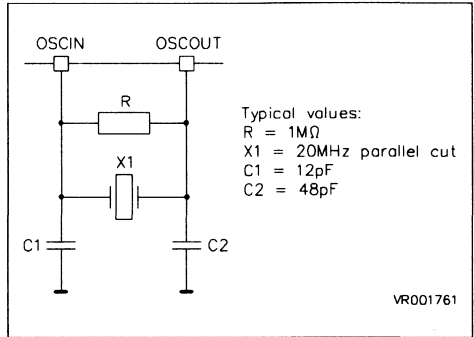 OSCIN OSCOUT
R
X1
C1 C2
Typical values:
R = 1MΩ
X1 = 20MHz parallel cut
C1 = 12pF
C2 = 48pF
VR001761